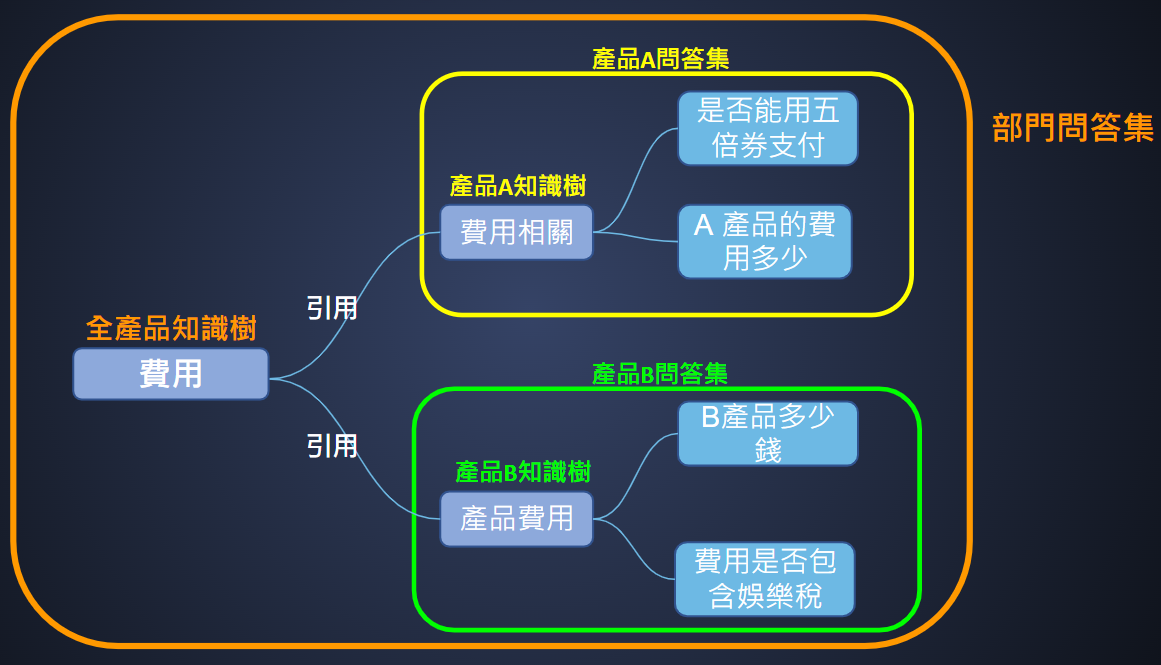 產品A問答集
是否能用五
倍券支付
部門問答集
產品A知識樹
費用相關
A 產品的費
用多少
引用
全產品知識樹
費用
產品B問答集
B產品多少
錢
引用
產品B知識樹
產品費用
費用是否包
含娛樂稅